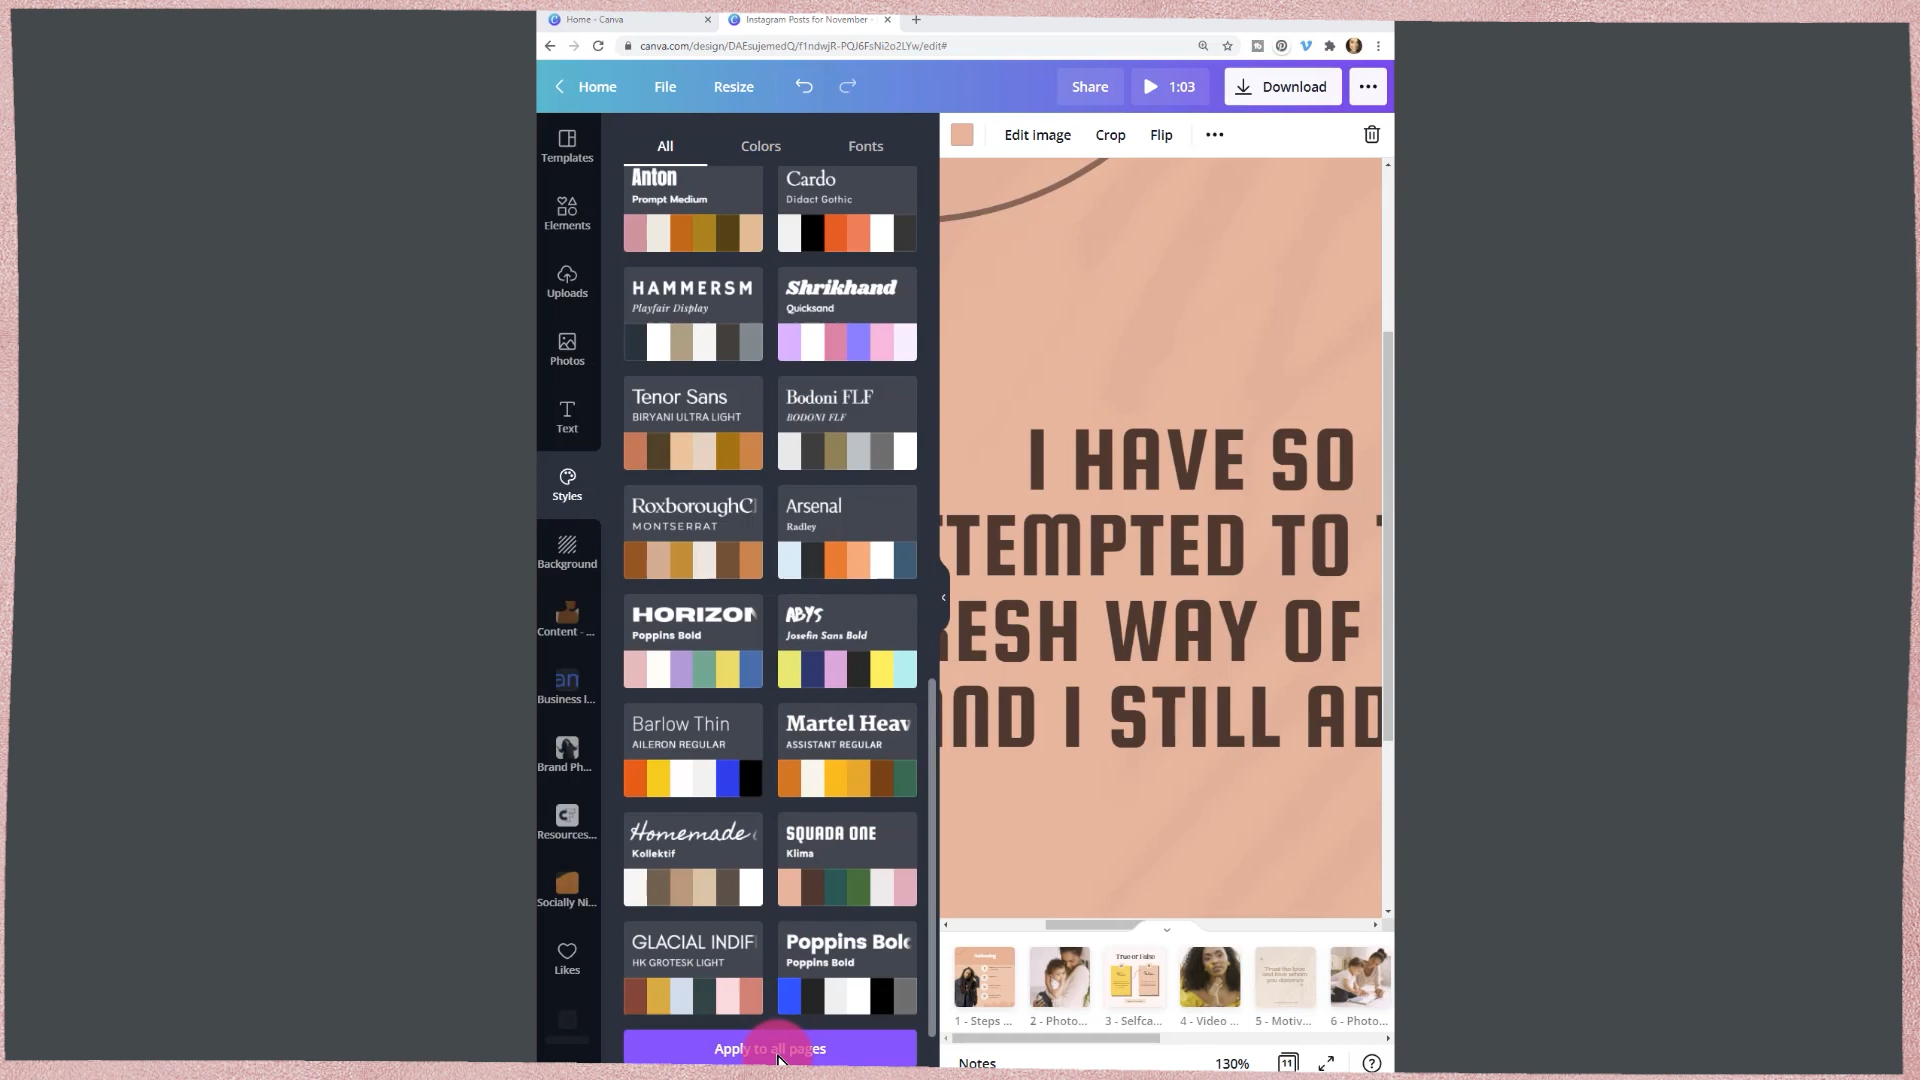 Home - Canva
Instagram Posts for November -
canva.com/design/DAEsujemedQ/f1ndwjR-PQJ6FsNi2o2LYw/edit#
Home
File
Resize
Share
1:03
Download
Templates
Elements
Uploads
Photos
Text
Styles
Background
Content - ...
Business l...
Brand Ph...
Resources...
Socially Ni...
Likes
All
Colors
Fonts
Anton
Prompt Medium
Cardo
Didact Gothic
HAMMERSM
Playfair Display
Shrikhand
Quicksand
Tenor Sans
BIRYANI ULTRA LIGHT
Bodoni FLF
BODONI FLF
RoxboroughC
MONTSERRAT
Arsenal
Radley
HORIZON
Poppins Bold
ABYS
Josefin Sans Bold
Barlow Thin
AILERON REGULAR
Martel Heav
ASSISTANT REGULAR
Homemade
Kollektif
SQUADA ONE
Klima
GLACIAL INDIF
HK GROTESK LIGHT
Poppins Bol
Poppins Bold
Apply to all pages
Edit image
Crop
Flip
I HAVE SO
TEMPTED TO
ESH WAY OF
ND I STILL AD
True or False
1 - Steps ...
2 - Photo...
3 - Selfca...
4 - Video ...
5 - Motiv...
6 - Photo...
Notes
130%
11